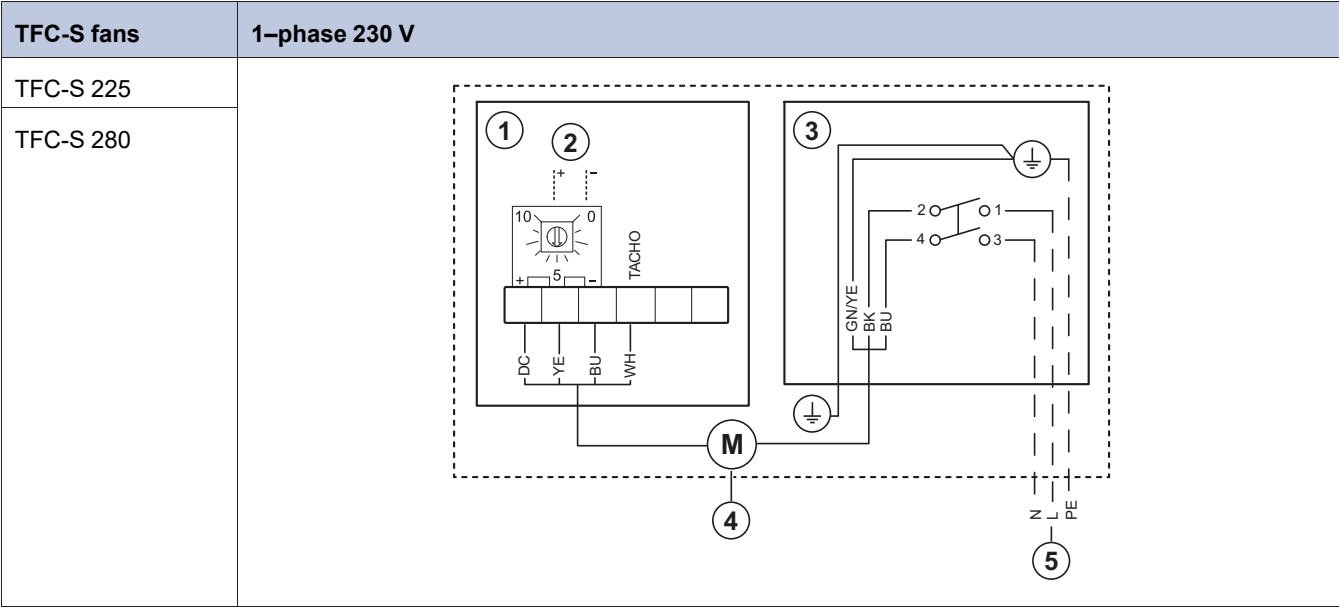 TFC-S fans
1–phase 230 V
TFC-S 225
TFC-S 280
1
2
3
+ -
10 0
5
+ -
TACHO
DC
YE
BU
WH
2 1
4 3
GN/YE
BK
BU
M
4
N
L
PE
5